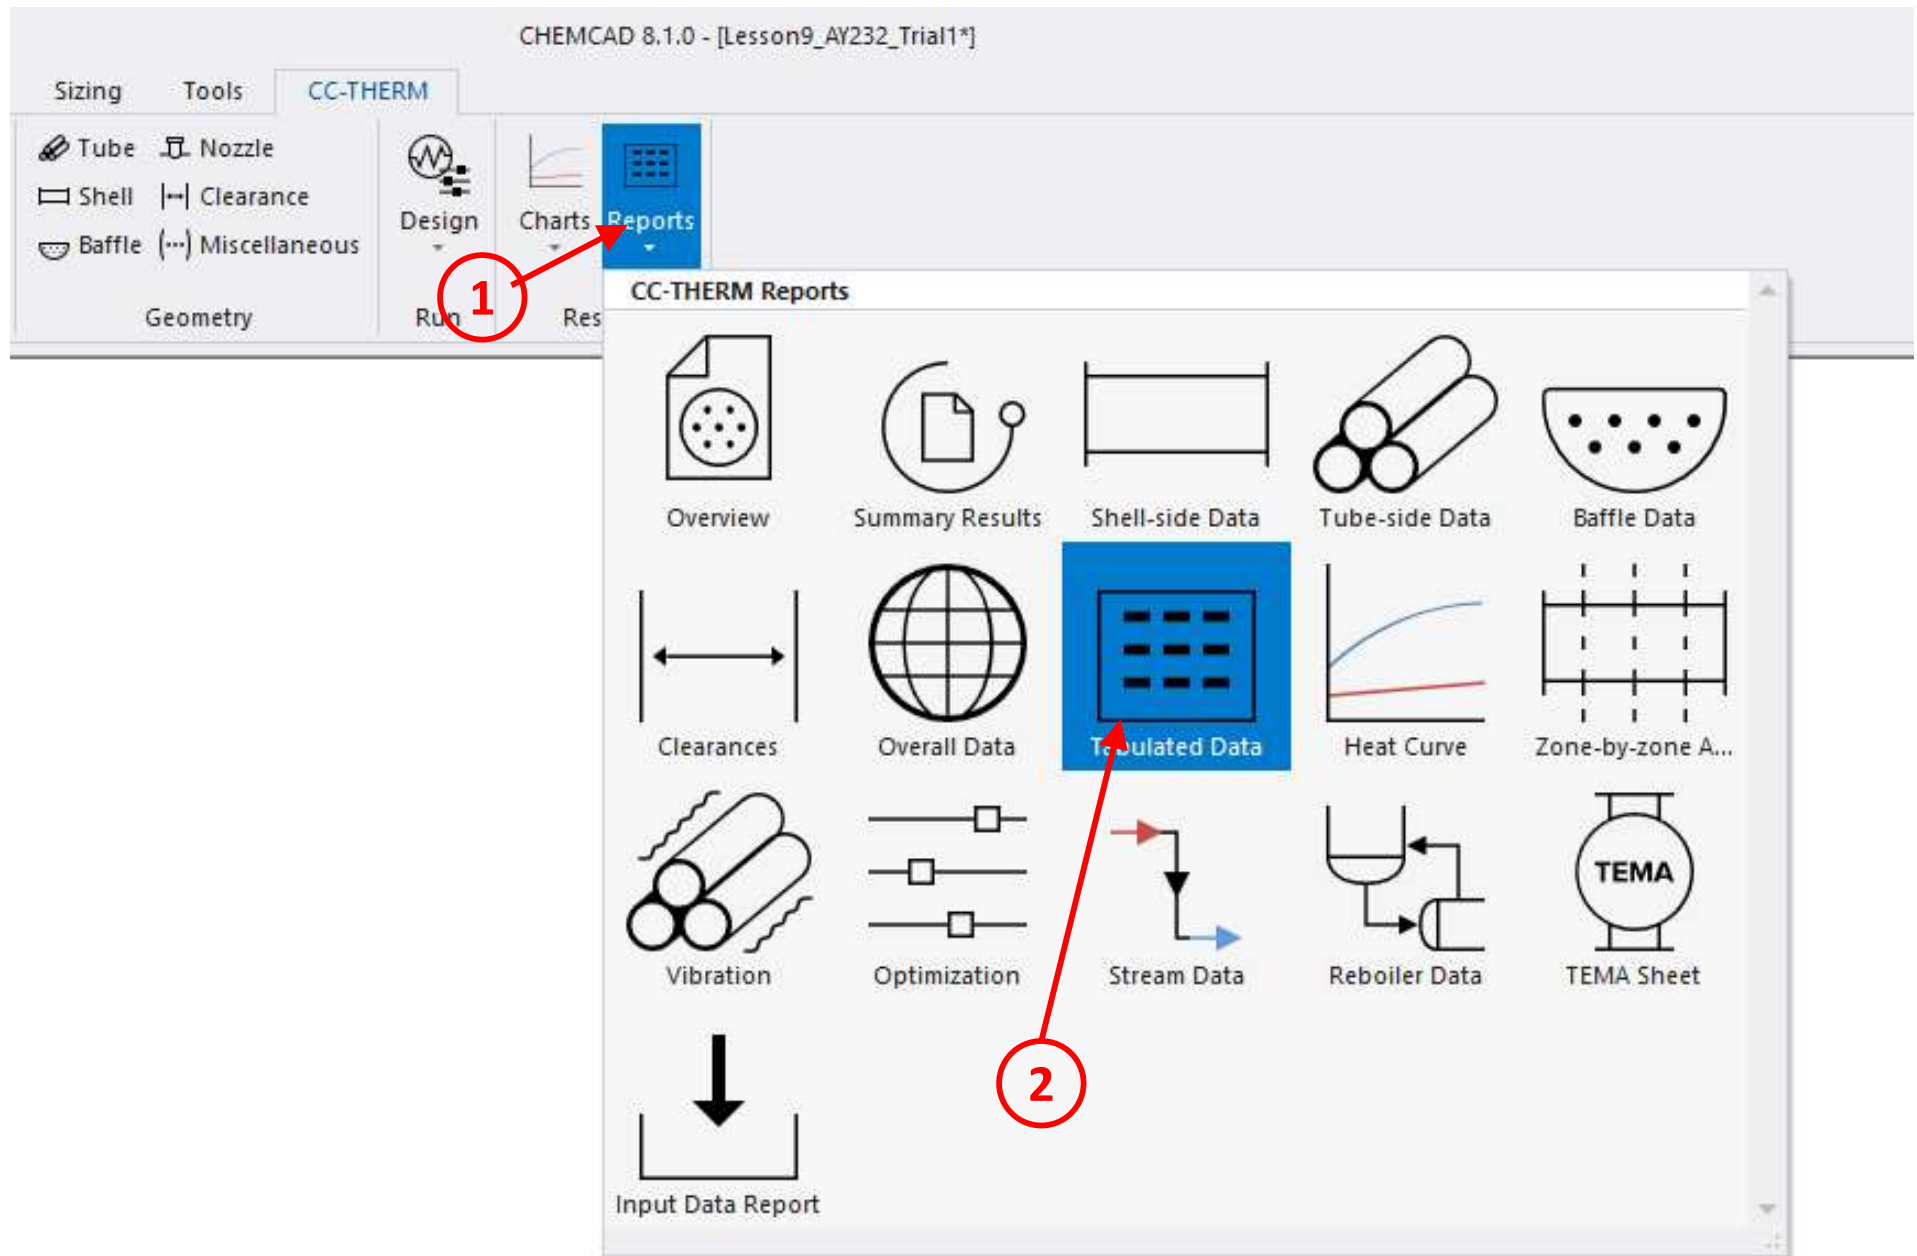 CHEMCAD 8.1.0 - [Lesson9_AY232_Trial1*]
Sizing Tools CC-THERM
Tube Nozzle
Shell Clearance
Baffle Miscellaneous
Design
Charts
Reports
1
Geometry
Run
Res
CC-THERM Reports
Overview
Summary Results
Shell-side Data
Tube-side Data
Baffle Data
Clearances
Overall Data
Tabulated Data
Heat Curve
Zone-by-zone A...
TEMA
Vibration
Optimization
Stream Data
Reboiler Data
TEMA Sheet
2
Input Data Report